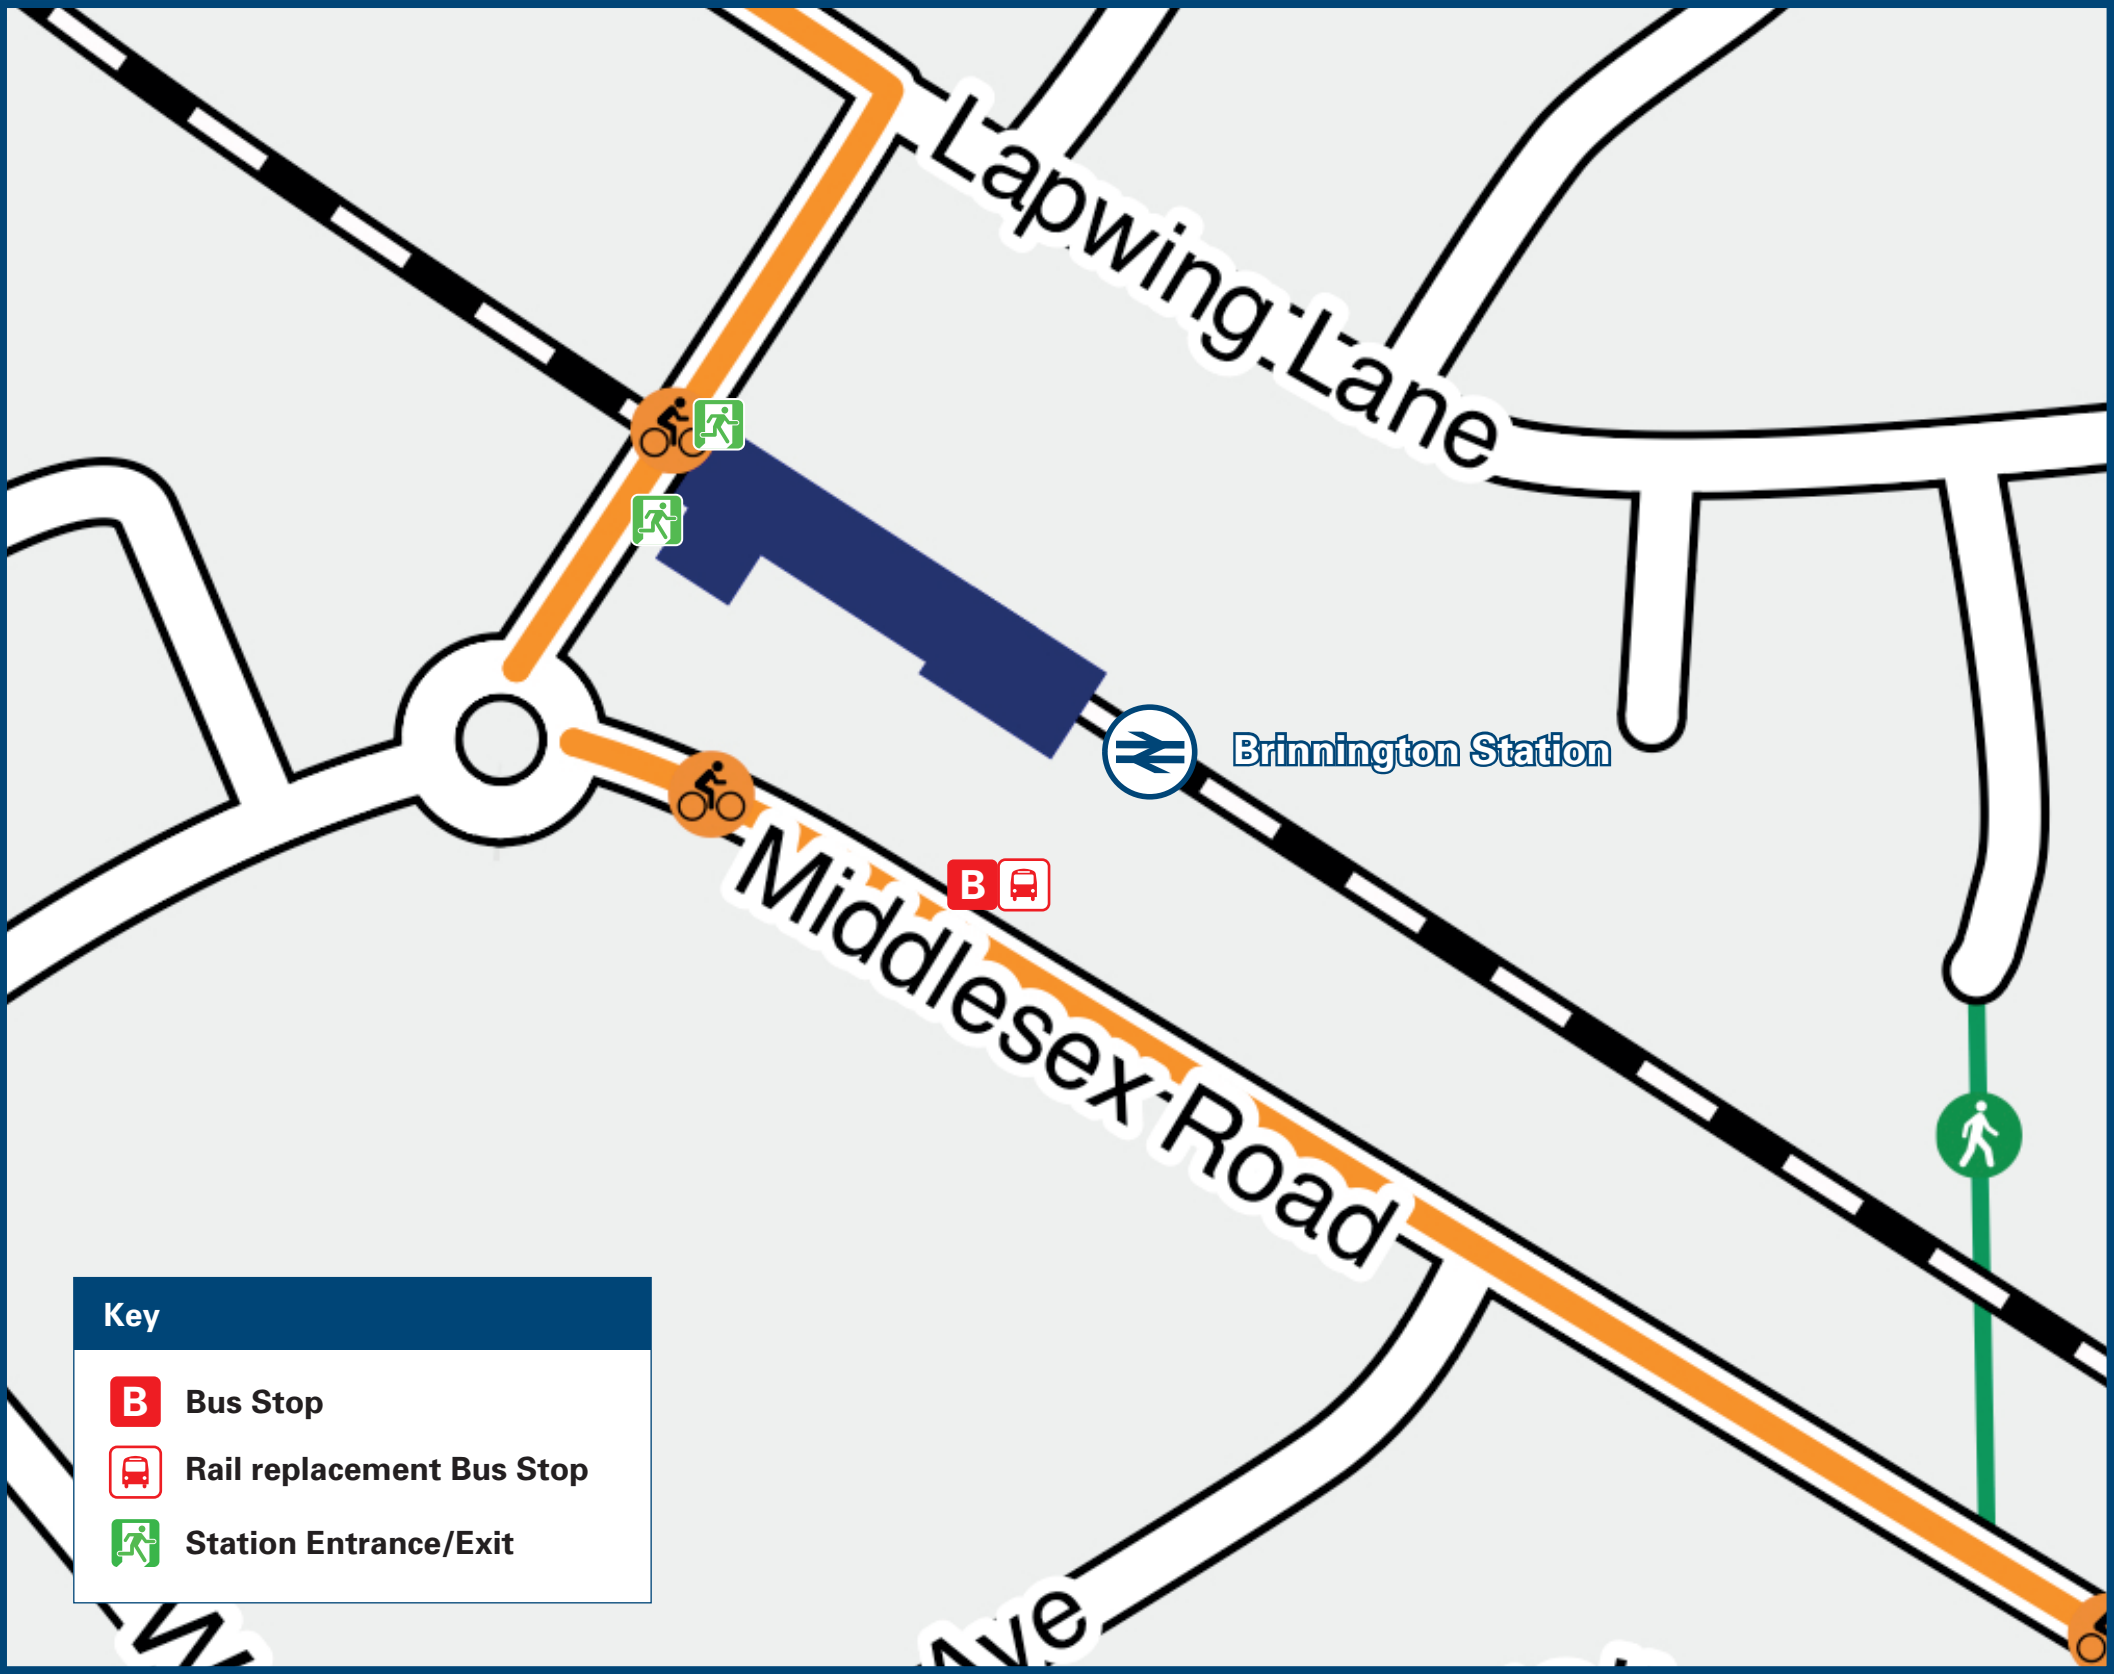 Lapwing Lane
Brinnington Station
B
Middlesex Road
Key
B Bus Stop
Rail replacement Bus Stop
Station Entrance/Exit
Ave
W